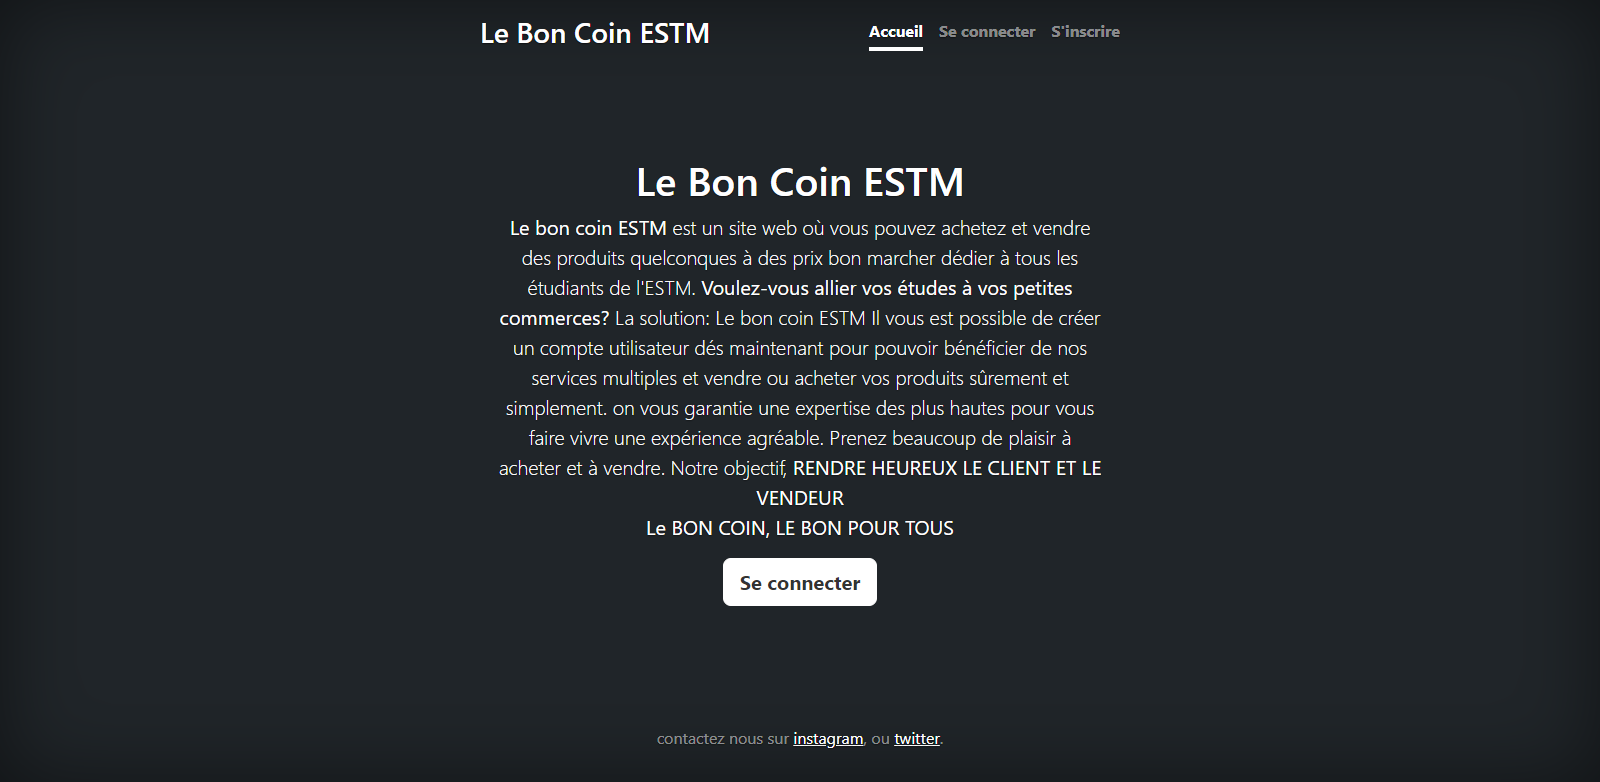 Le Bon Coin ESTM
Accueil Se connecter S'inscrire
Le Bon Coin ESTM
Le bon coin ESTM est un site web où vous pouvez achetez et vendre
des produits quelconques à des prix bon marcher dédier à tous les
étudiants de l'ESTM. Voulez-vous allier vos études à vos petites
commerces? La solution: Le bon coin ESTM Il vous est possible de créer
un compte utilisateur dés maintenant pour pouvoir bénéficier de nos
services multiples et vendre ou acheter vos produits sûrement et
simplement. on vous garantie une expertise des plus hautes pour vous
faire vivre une expérience agréable. Prenez beaucoup de plaisir à
acheter et à vendre. Notre objectif, RENDRE HEUREUX LE CLIENT ET LE
VENDEUR
Le BON COIN, LE BON POUR TOUS
Se connecter
contactez nous sur instagram, ou twitter.